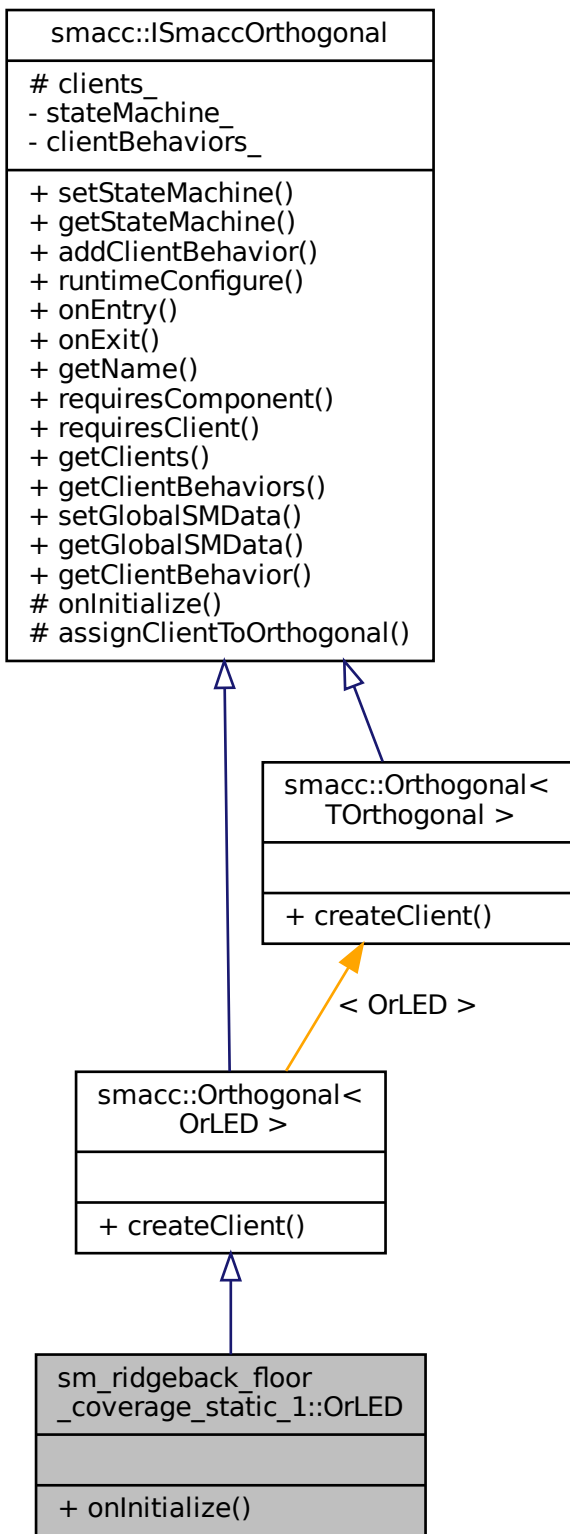 smacc::ISmaccOrthogonal
# clients_
- stateMachine_
- clientBehaviors_
+ setStateMachine()
+ getStateMachine()
+ addClientBehavior()
+ runtimeConfigure()
+ onEntry()
+ onExit()
+ getName()
+ requiresComponent()
+ requiresClient()
+ getClients()
+ getClientBehaviors()
+ setGlobalSMData()
+ getGlobalSMData()
+ getClientBehavior()
# onInitialize()
# assignClientToOrthogonal()
smacc::Orthogonal<
TOrthogonal >
+ createClient()
< OrLED >
smacc::Orthogonal<
OrLED >
+ createClient()
sm_ridgeback_floor
_coverage_static_1::OrLED
+ onInitialize()